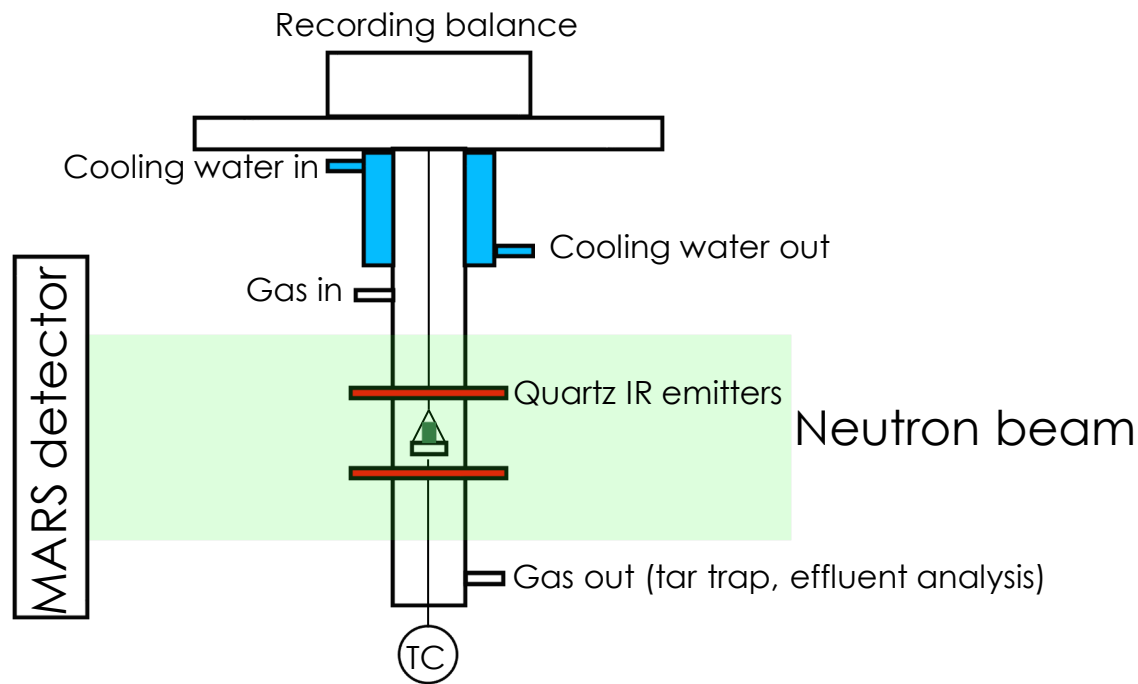 Recording balance
Cooling water in
Cooling water out
Gas in
MARS detector
Quartz IR emitters
Neutron beam
Gas out (tar trap, effluent analysis)
TC